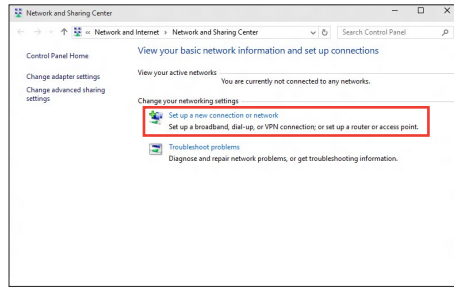 Network and Sharing Center
« Network and Internet › Network and Sharing Center
Search Control Panel
Control Panel Home
View your basic network information and set up connections
Change adapter settings
View your active networks
You are currently not connected to any networks.
Change advanced sharing
settings
Change your networking settings
Set up a new connection or network
Set up a broadband, dial-up, or VPN connection; or set up a router or access point.
Troubleshoot problems
Diagnose and repair network problems, or get troubleshooting information.